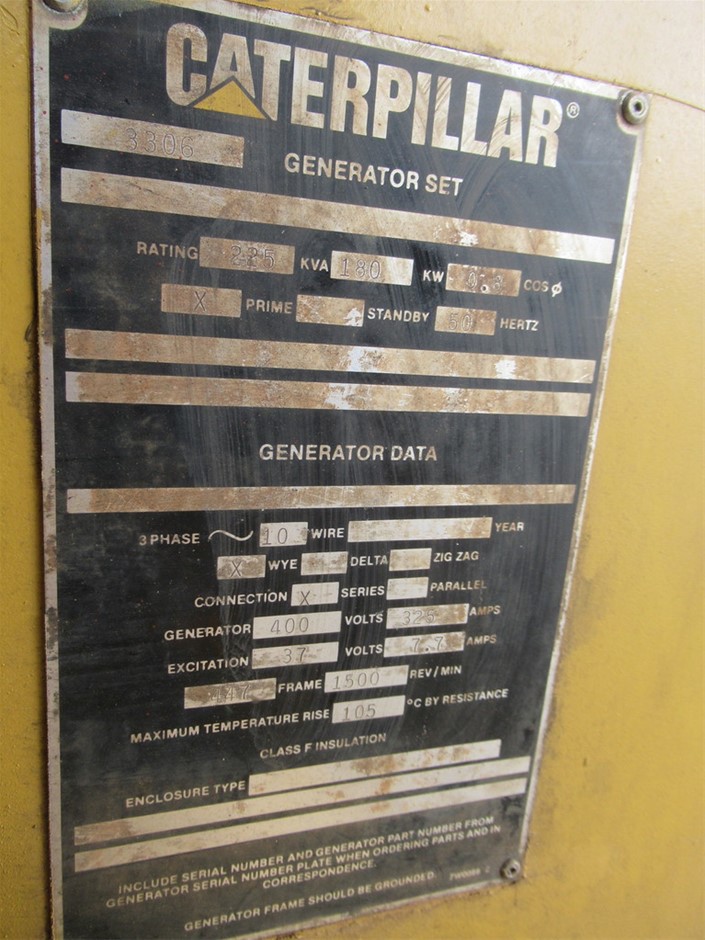 CATERPILLAR®
3306
GENERATOR SET
RATING 225 KVA 180 KW 0.8 COS ϕ
X PRIME STANDBY 50 HERTZ
GENERATOR DATA
3 PHASE ～ 10 WIRE YEAR
X WYE DELTA ZIG ZAG
CONNECTION X SERIES PARALLEL
GENERATOR 400 VOLTS 325 AMPS
EXCITATION 37 VOLTS 7.7 AMPS
447 FRAME 1500 REV/MIN
MAXIMUM TEMPERATURE RISE 105 °C BY RESISTANCE
CLASS F INSULATION
ENCLOSURE TYPE
INCLUDE SERIAL NUMBER AND GENERATOR PART NUMBER FROM
GENERATOR SERIAL NUMBER PLATE WHEN ORDERING PARTS AND IN
CORRESPONDENCE.
GENERATOR FRAME SHOULD BE GROUNDED.